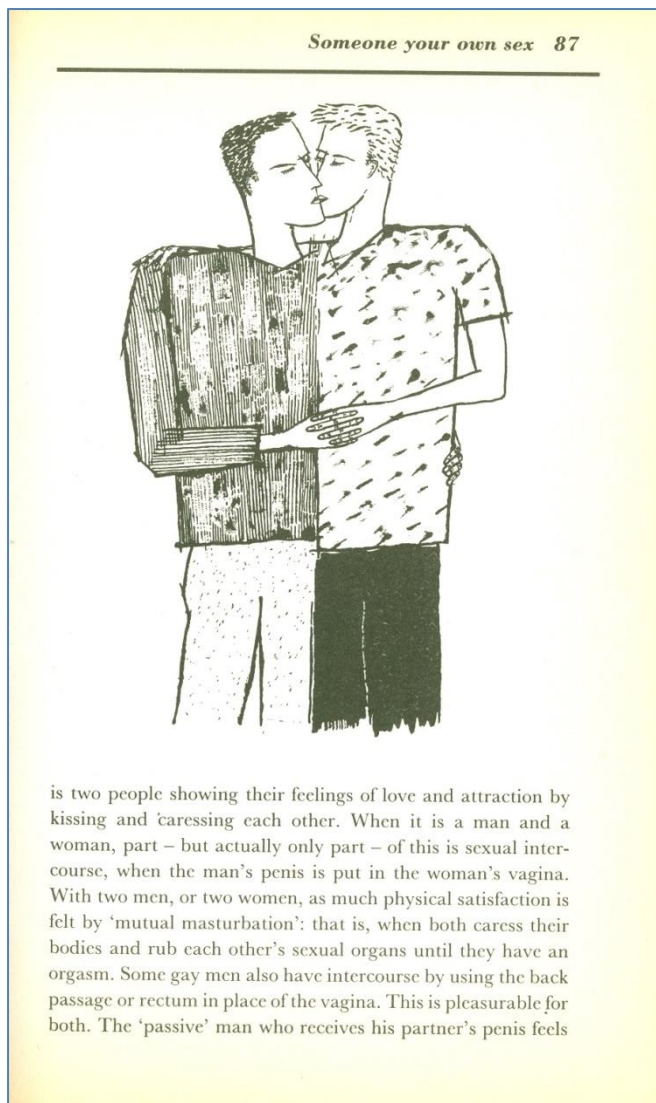 Someone your own sex 87
is two people showing their feelings of love and attraction by
kissing and caressing each other. When it is a man and a
woman, part – but actually only part – of this is sexual inter-
course, when the man's penis is put in the woman's vagina.
With two men, or two women, as much physical satisfaction is
felt by 'mutual masturbation': that is, when both caress their
bodies and rub each other's sexual organs until they have an
orgasm. Some gay men also have intercourse by using the back
passage or rectum in place of the vagina. This is pleasurable for
both. The 'passive' man who receives his partner's penis feels